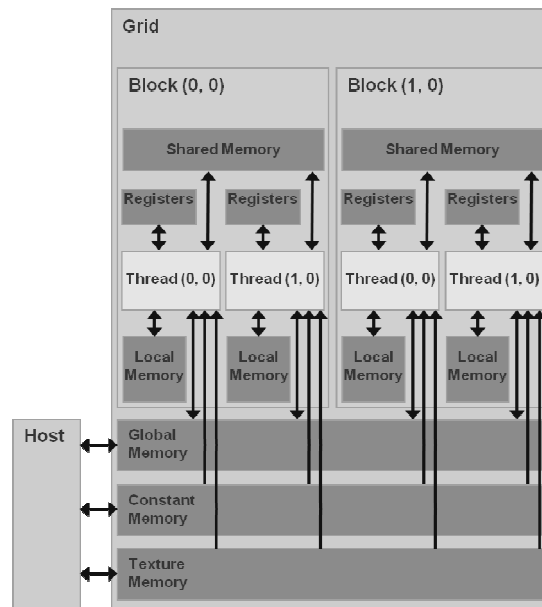 Grid
Block (0, 0)
Block (1, 0)
Shared Memory
Shared Memory
Registers
Registers
Registers
Registers
Thread (0, 0)
Thread (1, 0)
Thread (0, 0)
Thread (1, 0)
Local
Memory
Local
Memory
Local
Memory
Local
Memory
Host
Global
Memory
Constant
Memory
Texture
Memory